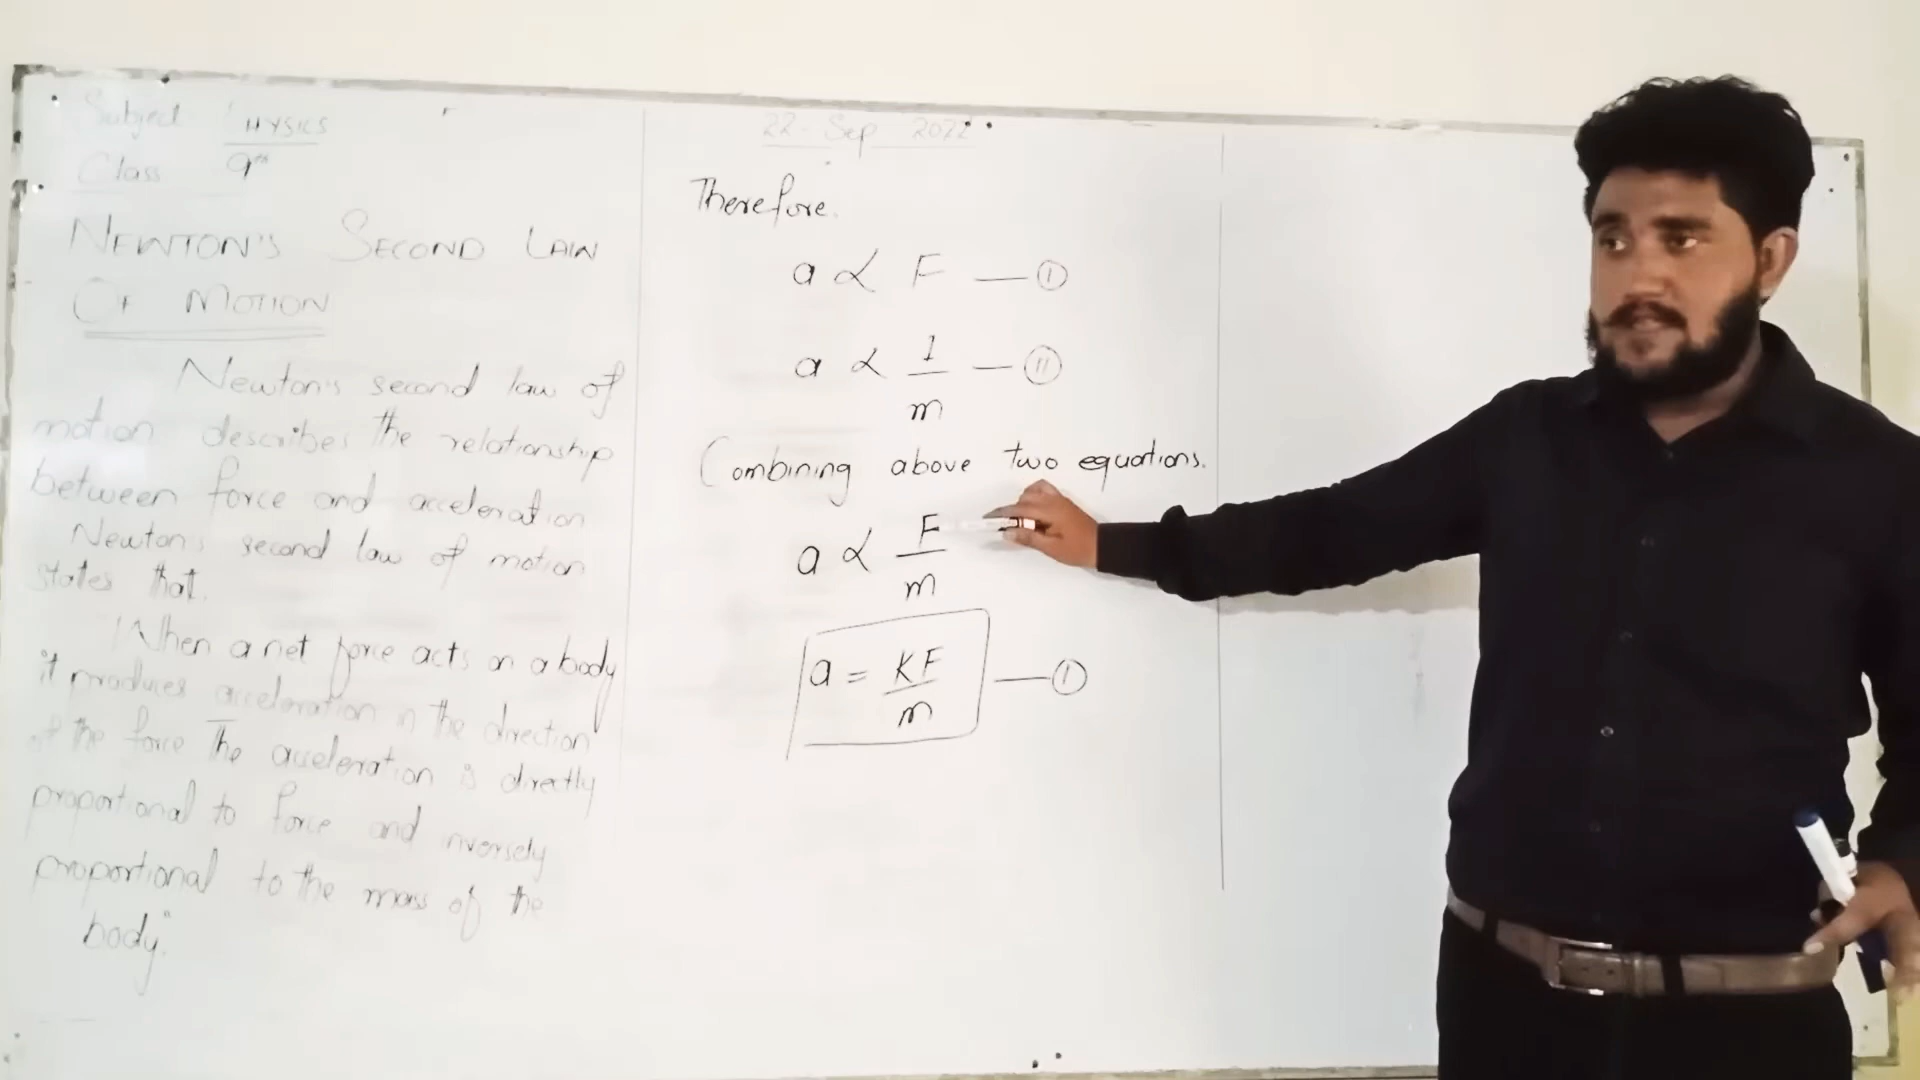 Subject PHYSICS
Class 9th
NEWTON'S SECOND LAW
OF MOTION
Newton's second law of
motion describes the relationship
between force and acceleration
Newton's second law of motion
states that.
When a net force acts on a body
it produces acceleration in the direction
of the force The acceleration is directly
proportional to force and inversely
proportional to the mass of the
body."
22-Sep 2022
Therefore.
a ∝ F — (I)
a ∝ 1/m — (II)
Combining above two equations.
a ∝ F/m
a = KF/m — (I)